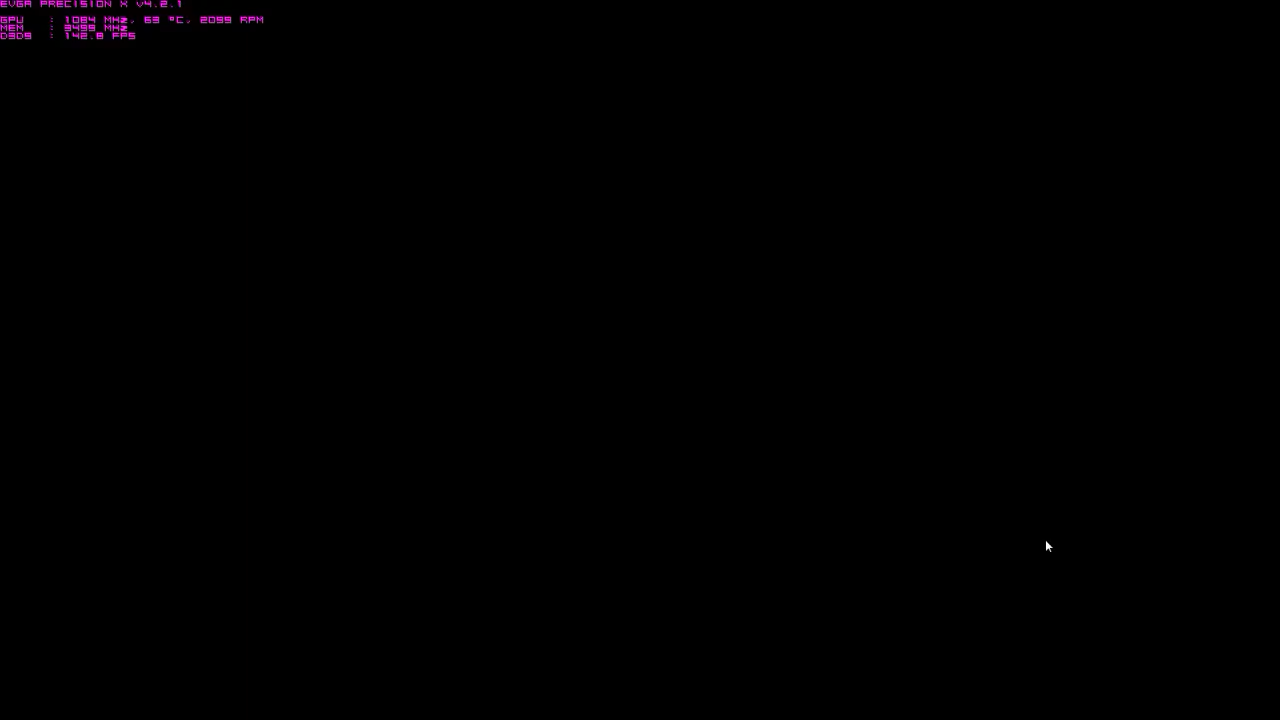 EVGA PRECISION X v4.2.1
GPU : 1084 MHz, 63 °C, 2099 RPM
MEM : 3499 MHz
D3D9 : 142.8 FPS